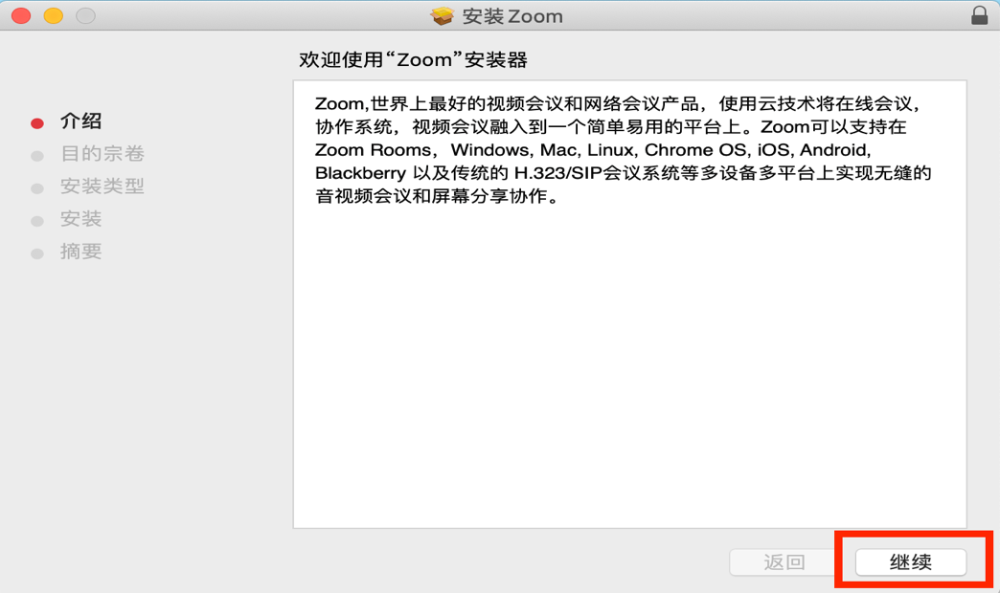 安装 Zoom
欢迎使用“Zoom”安装器
介绍
目的宗卷
安装类型
安装
摘要
Zoom,世界上最好的视频会议和网络会议产品，使用云技术将在线会议，
协作系统，视频会议融入到一个简单易用的平台上。Zoom可以支持在
Zoom Rooms，Windows, Mac, Linux, Chrome OS, iOS, Android,
Blackberry 以及传统的 H.323/SIP会议系统等多设备多平台上实现无缝的
音视频会议和屏幕分享协作。
返回
继续